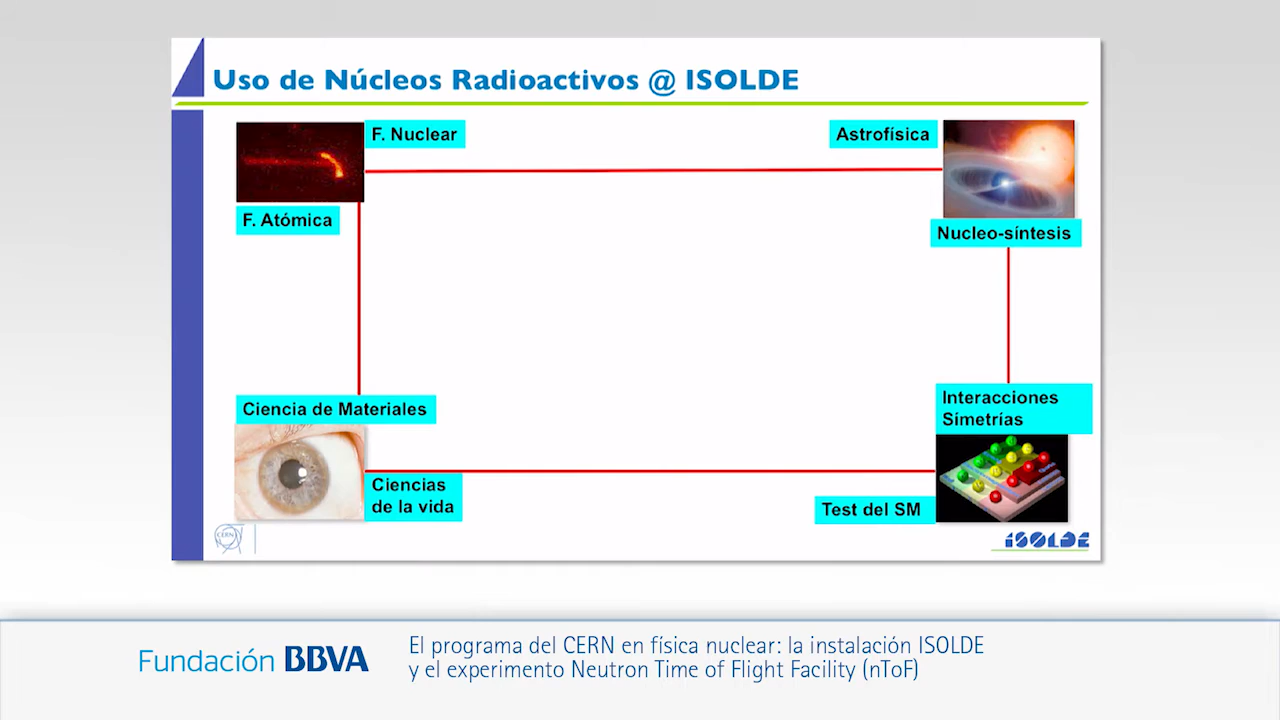 Uso de Núcleos Radioactivos @ ISOLDE
F. Nuclear
Astrofísica
F. Atómica
Nucleo-síntesis
Ciencia de Materiales
Interacciones
Simetrías
Ciencias
de la vida
Test del SM
CERN
ISOLDE
Fundación BBVA
El programa del CERN en física nuclear: la instalación ISOLDE
y el experimento Neutron Time of Flight Facility (nToF)